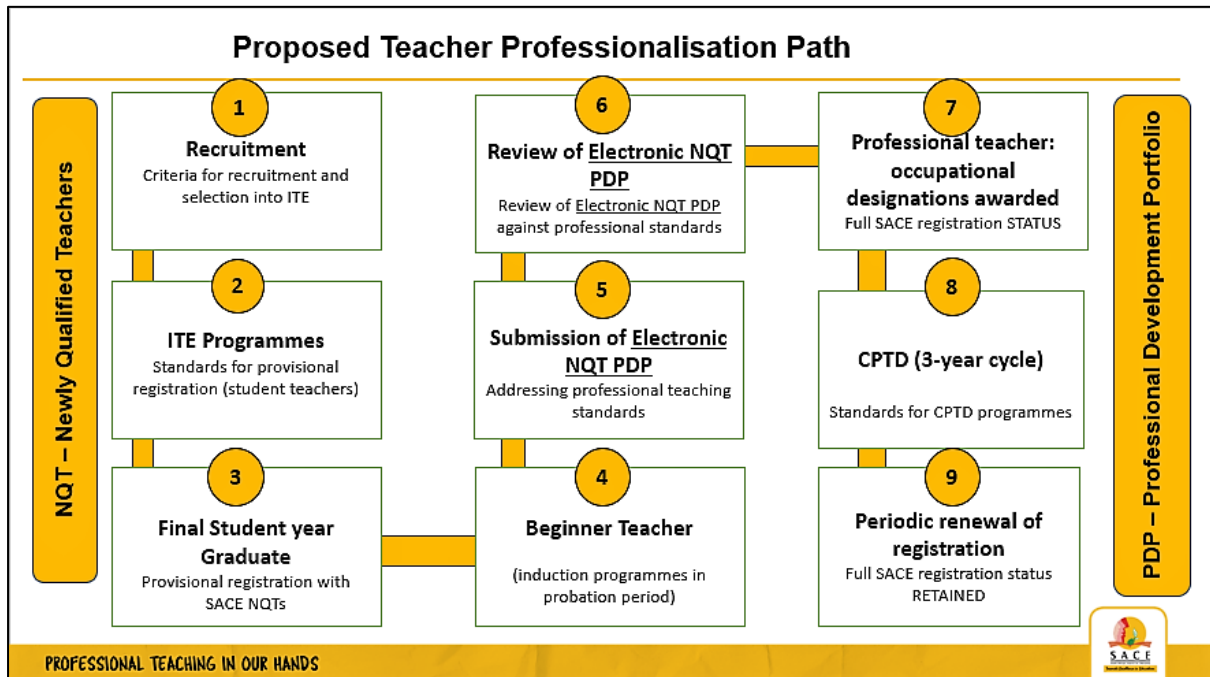 Proposed Teacher Professionalisation Path
NQT – Newly Qualified Teachers
1
Recruitment
Criteria for recruitment and
selection into ITE
2
ITE Programmes
Standards for provisional
registration (student teachers)
3
Final Student year
Graduate
Provisional registration with
SACE NQTs
4
Beginner Teacher
(induction programmes in
probation period)
5
Submission of Electronic
NQT PDP
Addressing professional teaching
standards
6
Review of Electronic NQT
PDP
Review of Electronic NQT PDP
against professional standards
7
Professional teacher:
occupational
designations awarded
Full SACE registration STATUS
8
CPTD (3-year cycle)
Standards for CPTD programmes
9
Periodic renewal of
registration
Full SACE registration status
RETAINED
PDP – Professional Development Portfolio
PROFESSIONAL TEACHING IN OUR HANDS
SACE